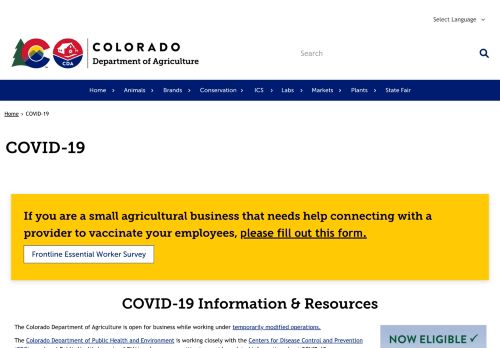 Select Language
COLORADO
Department of Agriculture
CDA
Search
Home Animals Brands Conservation ICS Labs Markets Plants State Fair
Home › COVID-19
COVID-19
If you are a small agricultural business that needs help connecting with a
provider to vaccinate your employees, please fill out this form.
Frontline Essential Worker Survey
COVID-19 Information & Resources
The Colorado Department of Agriculture is open for business while working under temporarily modified operations.
The Colorado Department of Public Health and Environment is working closely with the Centers for Disease Control and Prevention
NOW ELIGIBLE ✓